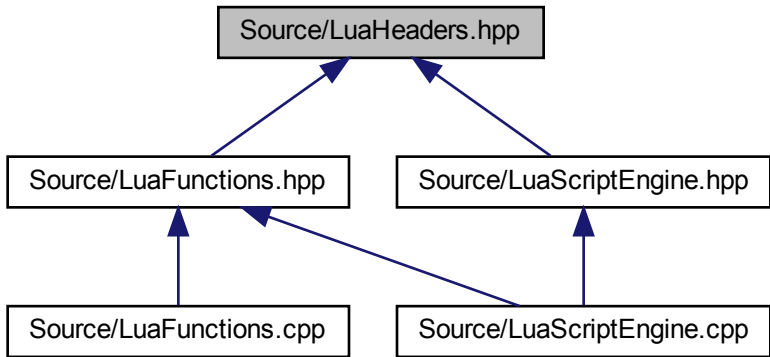 Source/LuaHeaders.hpp
Source/LuaFunctions.hpp
Source/LuaScriptEngine.hpp
Source/LuaFunctions.cpp
Source/LuaScriptEngine.cpp